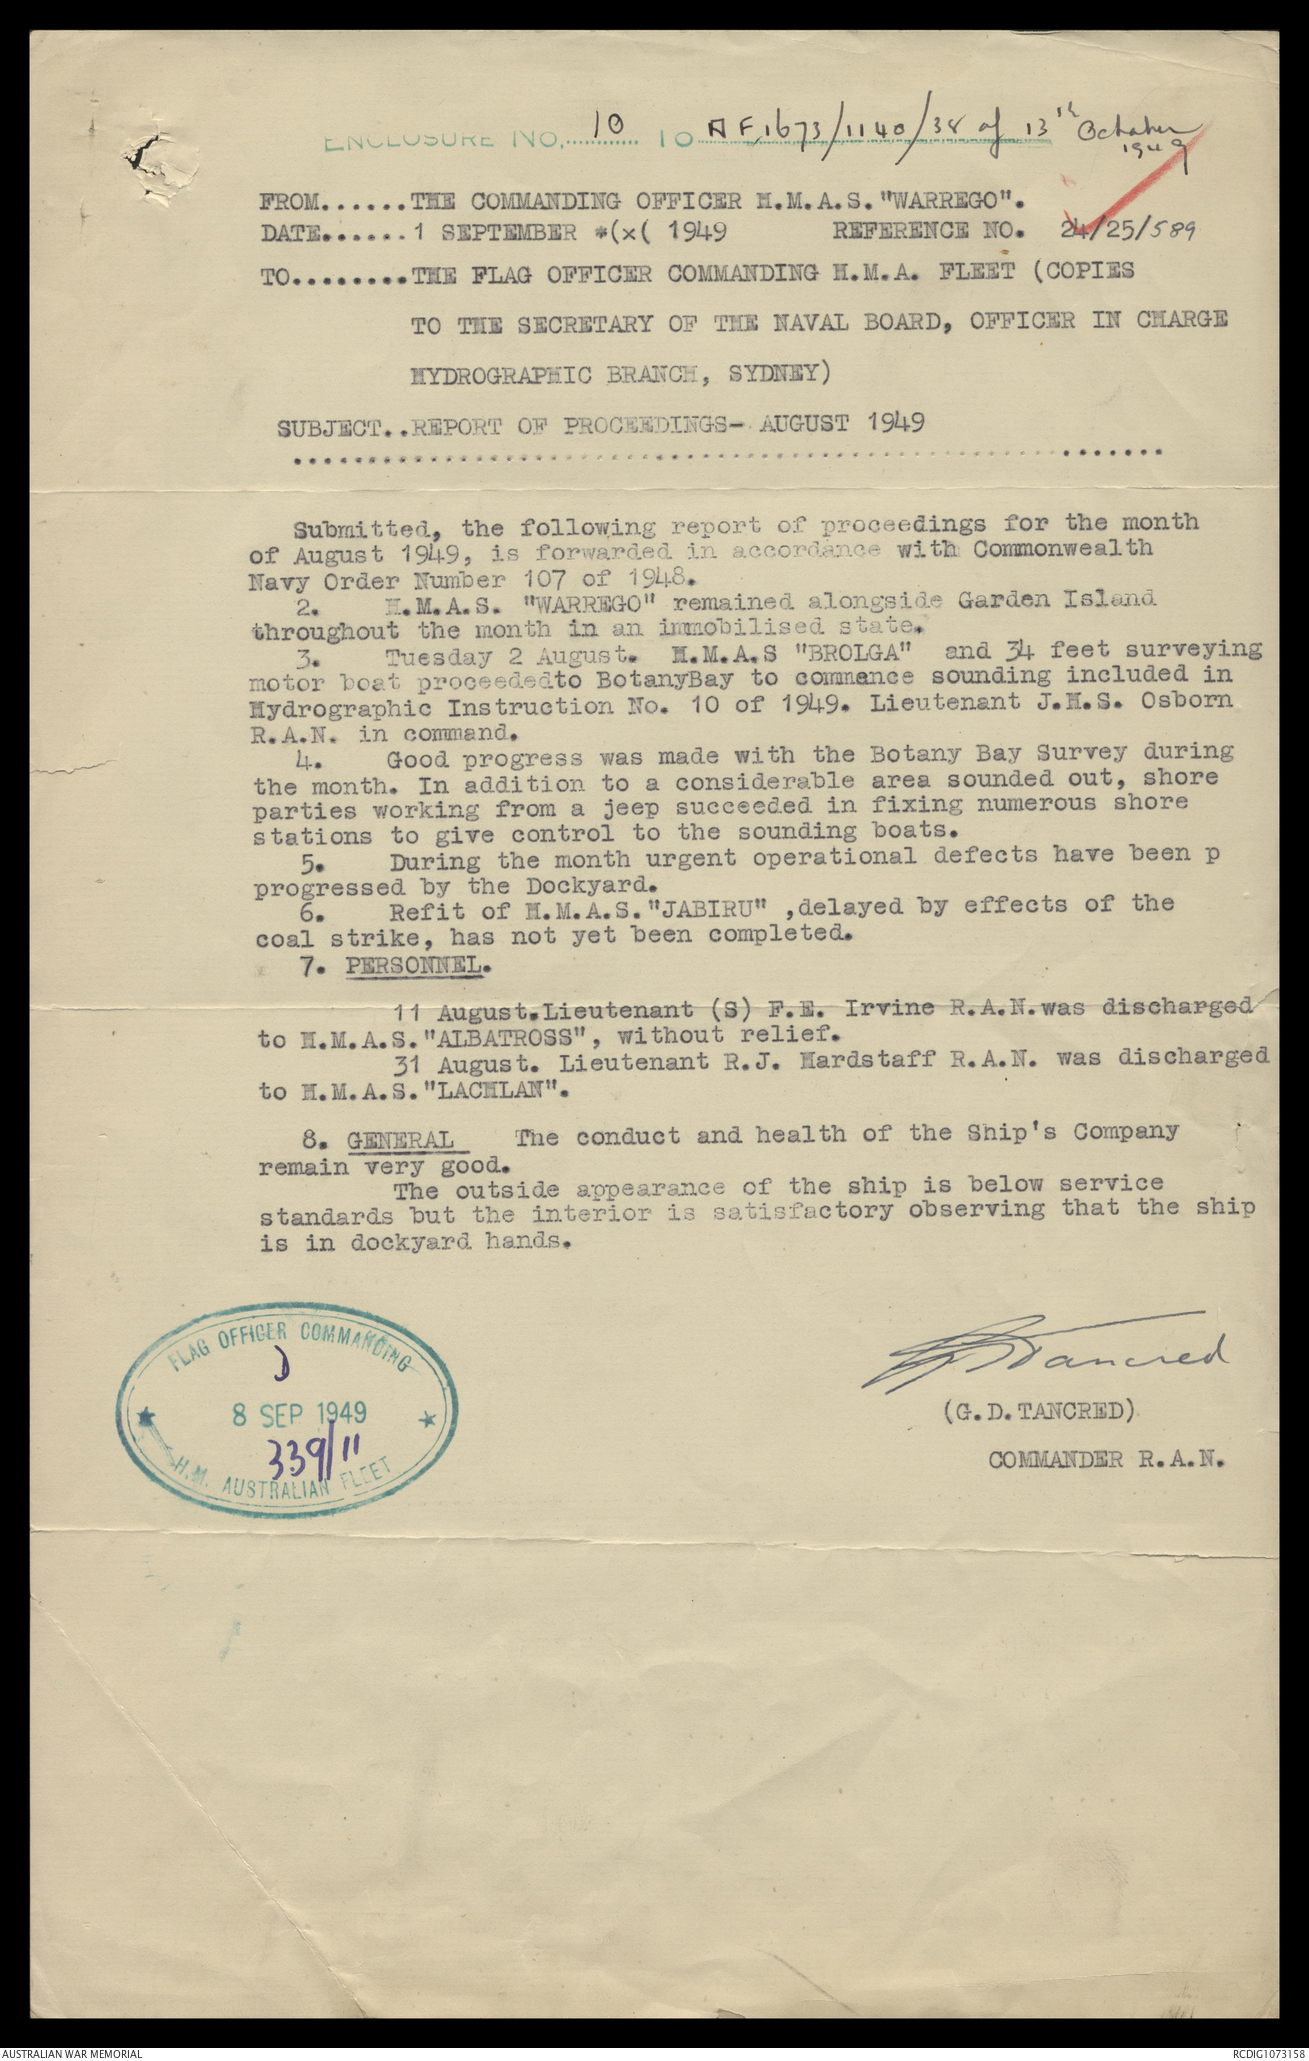 ENCLOSURE NO. 10 TO AF.1673/1140/38 of 13th October
1949
FROM......THE COMMANDING OFFICER H.M.A.S."WARREGO".
DATE......1 SEPTEMBER *(x( 1949 REFERENCE NO. 24/25/589
TO........THE FLAG OFFICER COMMANDING H.M.A. FLEET (COPIES
TO THE SECRETARY OF THE NAVAL BOARD, OFFICER IN CHARGE
HYDROGRAPHIC BRANCH, SYDNEY)
SUBJECT..REPORT OF PROCEEDINGS- AUGUST 1949
..........................................................
Submitted, the following report of proceedings for the month
of August 1949, is forwarded in accordance with Commonwealth
Navy Order Number 107 of 1948.
2. H.M.A.S. "WARREGO" remained alongside Garden Island
throughout the month in an immobilised state.
3. Tuesday 2 August. H.M.A.S "BROLGA" and 34 feet surveying
motor boat proceededto BotanyBay to commence sounding included in
Hydrographic Instruction No. 10 of 1949. Lieutenant J.H.S. Osborn
R.A.N. in command.
4. Good progress was made with the Botany Bay Survey during
the month. In addition to a considerable area sounded out, shore
parties working from a jeep succeeded in fixing numerous shore
stations to give control to the sounding boats.
5. During the month urgent operational defects have been p
progressed by the Dockyard.
6. Refit of H.M.A.S."JABIRU" ,delayed by effects of the
coal strike, has not yet been completed.
7. PERSONNEL.
11 August.Lieutenant (S) F.E. Irvine R.A.N.was discharged
to H.M.A.S."ALBATROSS", without relief.
31 August. Lieutenant R.J. Hardstaff R.A.N. was discharged
to H.M.A.S."LACHLAN".
8. GENERAL The conduct and health of the Ship's Company
remain very good.
The outside appearance of the ship is below service
standards but the interior is satisfactory observing that the ship
is in dockyard hands.
FLAG OFFICER COMMANDING
D
8 SEP 1949
339/11
H.M. AUSTRALIAN FLEET
G D Tancred
(G.D.TANCRED)
COMMANDER R.A.N.
AUSTRALIAN WAR MEMORIAL
RCDIG1073158